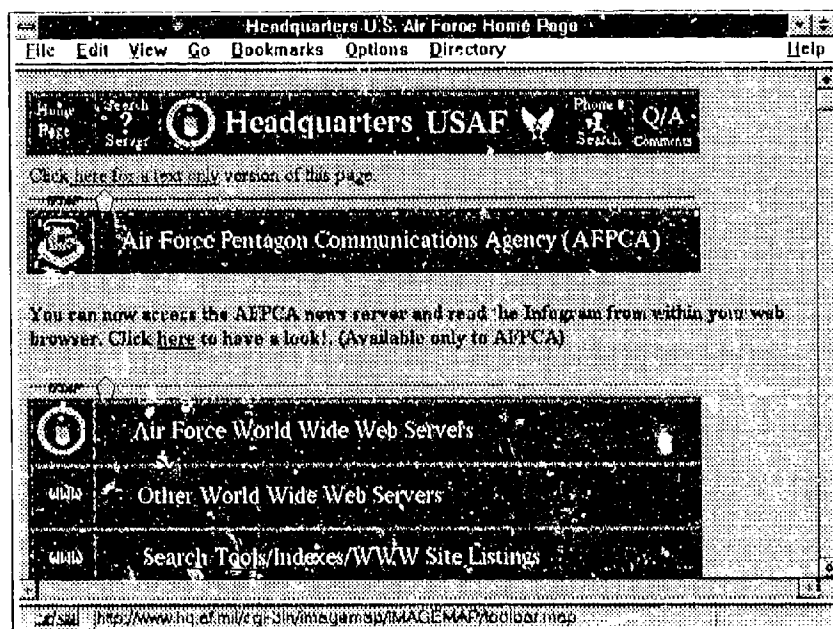 Headquarters U.S. Air Force Home Page
File Edit View Go Bookmarks Options Directory Help
Home Page
Search ? Server
Headquarters USAF
Phone # Search
Q/A Comments
Click here for a text only version of this page
Air Force Pentagon Communications Agency (AFPCA)
You can now access the AFPCA news server and read the Infogram from within your web
browser. Click here to have a look!. (Available only to AFPCA)
Air Force World Wide Web Servers
WWW Other World Wide Web Servers
WWW Search Tools/Indexes/WWW Site Listings
http://www.hq.af.mil/cgi-bin/imagemap/IMAGEMAP/toolbar.map